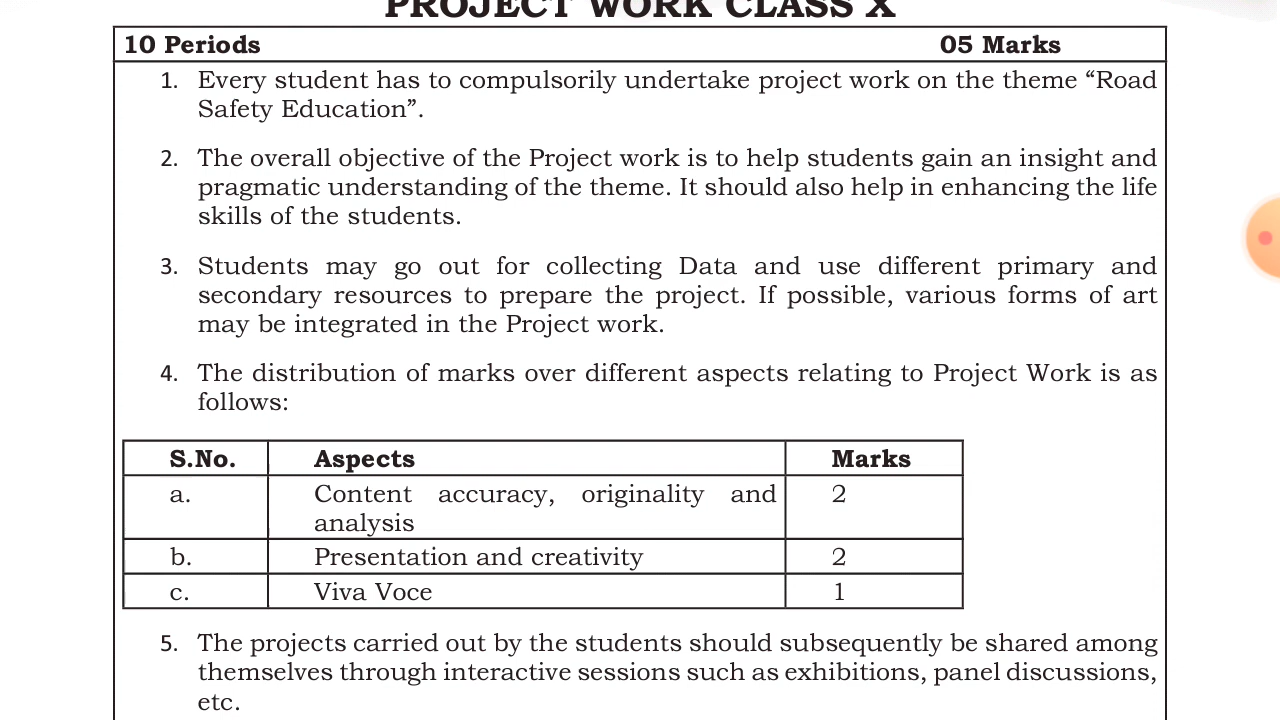 PROJECT WORK CLASS X
10 Periods 05 Marks
1. Every student has to compulsorily undertake project work on the theme “Road
Safety Education”.
2. The overall objective of the Project work is to help students gain an insight and
pragmatic understanding of the theme. It should also help in enhancing the life
skills of the students.
3. Students may go out for collecting Data and use different primary and
secondary resources to prepare the project. If possible, various forms of art
may be integrated in the Project work.
4. The distribution of marks over different aspects relating to Project Work is as
follows:
S.No. Aspects Marks
a. Content accuracy, originality and 2
analysis
b. Presentation and creativity 2
c. Viva Voce 1
5. The projects carried out by the students should subsequently be shared among
themselves through interactive sessions such as exhibitions, panel discussions,
etc.